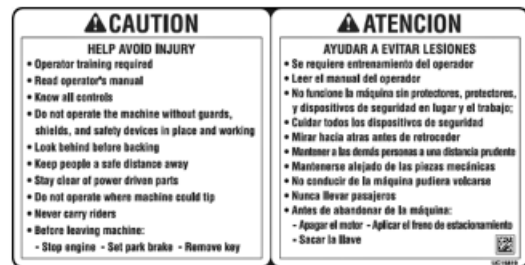 CAUTION
HELP AVOID INJURY
• Operator training required
• Read operator's manual
• Know all controls
• Do not operate the machine without guards,
shields, and safety devices in place and working
• Look behind before backing
• Keep people a safe distance away
• Stay clear of power driven parts
• Do not operate where machine could tip
• Never carry riders
• Before leaving machine:
- Stop engine - Set park brake - Remove key
ATENCION
AYUDAR A EVITAR LESIONES
• Se requiere entrenamiento del operador
• Leer el manual del operador
• No funcione la máquina sin protectores, protectores,
y dispositivos de seguridad en lugar y el trabajo;
• Cuidar todos los dispositivos de seguridad
• Mirar hacia atras antes de retroceder
• Mantener a las demás personas a una distancia prudente
• Mantenerse alejado de las piezas mecánicas
• No conducir de la máquina pudiera volcarse
• Nunca llevar pasajeros
• Antes de abandonar de la máquina:
- Apagar el motor - Aplicar el freno de estacionamiento
- Sacar la llave